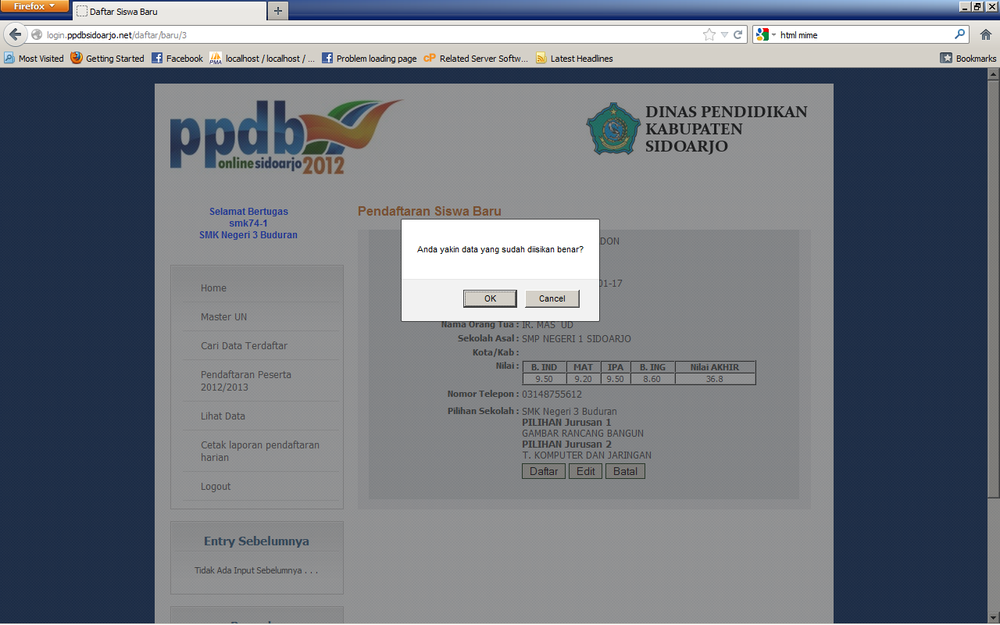 Firefox
Daftar Siswa Baru
login.ppdbsidoarjo.net/daftar/baru/3
html mime
Most Visited
Getting Started
Facebook
PMA
localhost / localhost / ...
Problem loading page
cP
Related Server Softw...
Latest Headlines
Bookmarks
ppdb
onlinesidoarjo
2012
DINAS PENDIDIKAN
KABUPATEN
SIDOARJO
Selamat Bertugas
smk74-1
SMK Negeri 3 Buduran
Home
Master UN
Cari Data Terdaftar
Pendaftaran Peserta
2012/2013
Lihat Data
Cetak laporan pendaftaran
harian
Logout
Entry Sebelumnya
Tidak Ada Input Sebelumnya . . .
Pendaftaran Siswa Baru
DON
Anda yakin data yang sudah diisikan benar?
01-17
OK Cancel
Nama Orang Tua : IR. MAS`UD
Sekolah Asal : SMP NEGERI 1 SIDOARJO
Kota/Kab :
Nilai : B. IND MAT IPA B. ING Nilai AKHIR
9.50 9.20 9.50 8.60 36.8
Nomor Telepon : 03148755612
Pilihan Sekolah : SMK Negeri 3 Buduran
PILIHAN Jurusan 1
GAMBAR RANCANG BANGUN
PILIHAN Jurusan 2
T. KOMPUTER DAN JARINGAN
Daftar Edit Batal